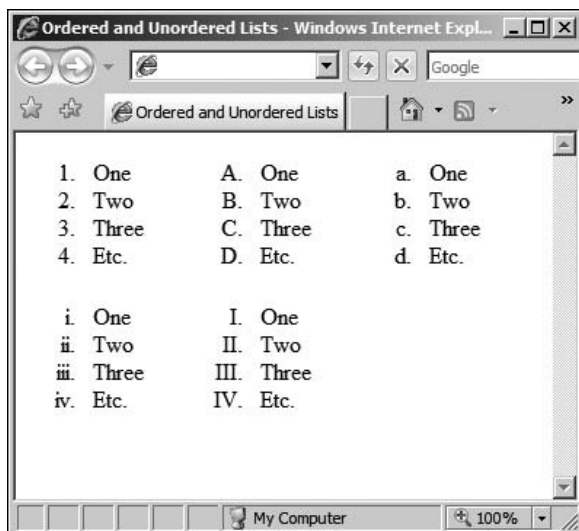 Ordered and Unordered Lists - Windows Internet Expl...
Google
Ordered and Unordered Lists
»
1. One A. One a. One
2. Two B. Two b. Two
3. Three C. Three c. Three
4. Etc. D. Etc. d. Etc.
i. One I. One
ii. Two II. Two
iii. Three III. Three
iv. Etc. IV. Etc.
My Computer 100%